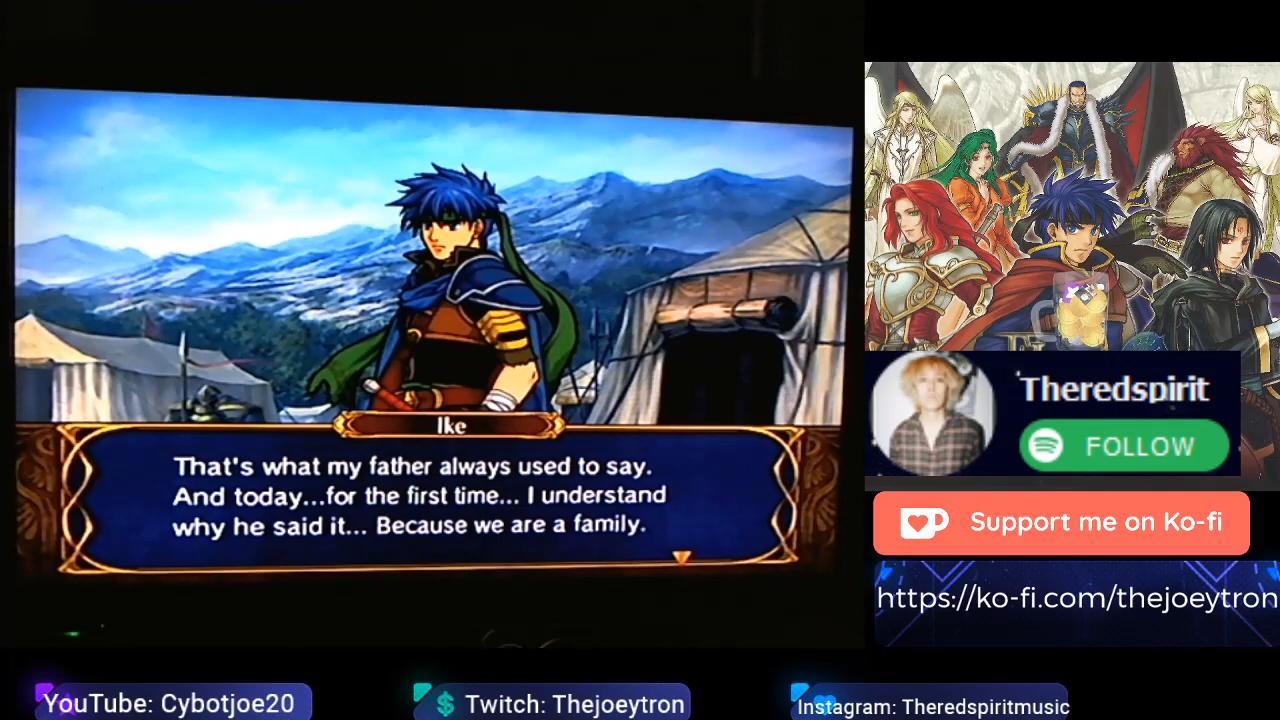 Ike
That's what my father always used to say.
And today...for the first time... I understand
why he said it... Because we are a family.
Theredspirit
FOLLOW
Support me on Ko-fi
https://ko-fi.com/thejoeytron
YouTube: Cybotjoe20
Twitch: Thejoeytron
Instagram: Theredspiritmusic